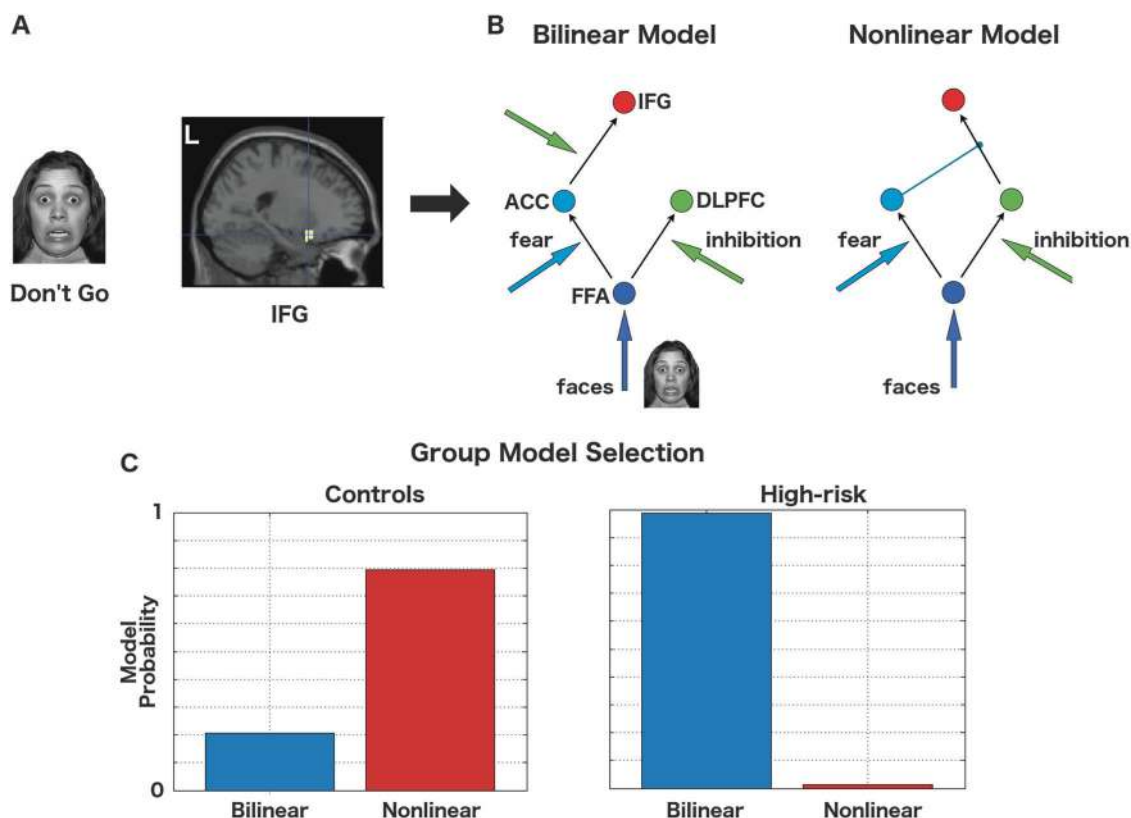 A
Don't Go
L
IFG
B
Bilinear Model
IFG
ACC
DLPFC
fear
inhibition
FFA
faces
Nonlinear Model
fear
inhibition
faces
C
Group Model Selection
Controls
1
Model
Probability
0
Bilinear
Nonlinear
High-risk
Bilinear
Nonlinear